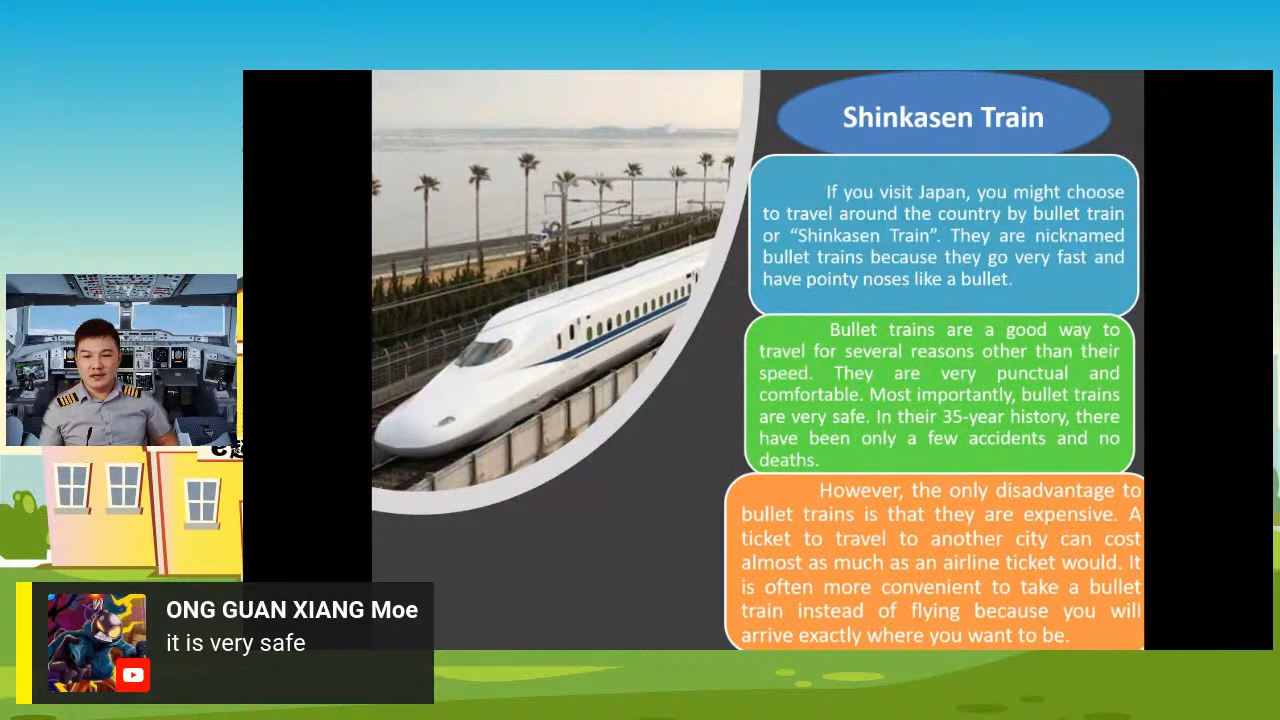 Shinkasen Train
If you visit Japan, you might choose
to travel around the country by bullet train
or “Shinkasen Train”. They are nicknamed
bullet trains because they go very fast and
have pointy noses like a bullet.
Bullet trains are a good way to
travel for several reasons other than their
speed. They are very punctual and
comfortable. Most importantly, bullet trains
are very safe. In their 35-year history, there
have been only a few accidents and no
deaths.
However, the only disadvantage to
bullet trains is that they are expensive. A
ticket to travel to another city can cost
almost as much as an airline ticket would. It
is often more convenient to take a bullet
train instead of flying because you will
arrive exactly where you want to be.
ONG GUAN XIANG Moe
it is very safe